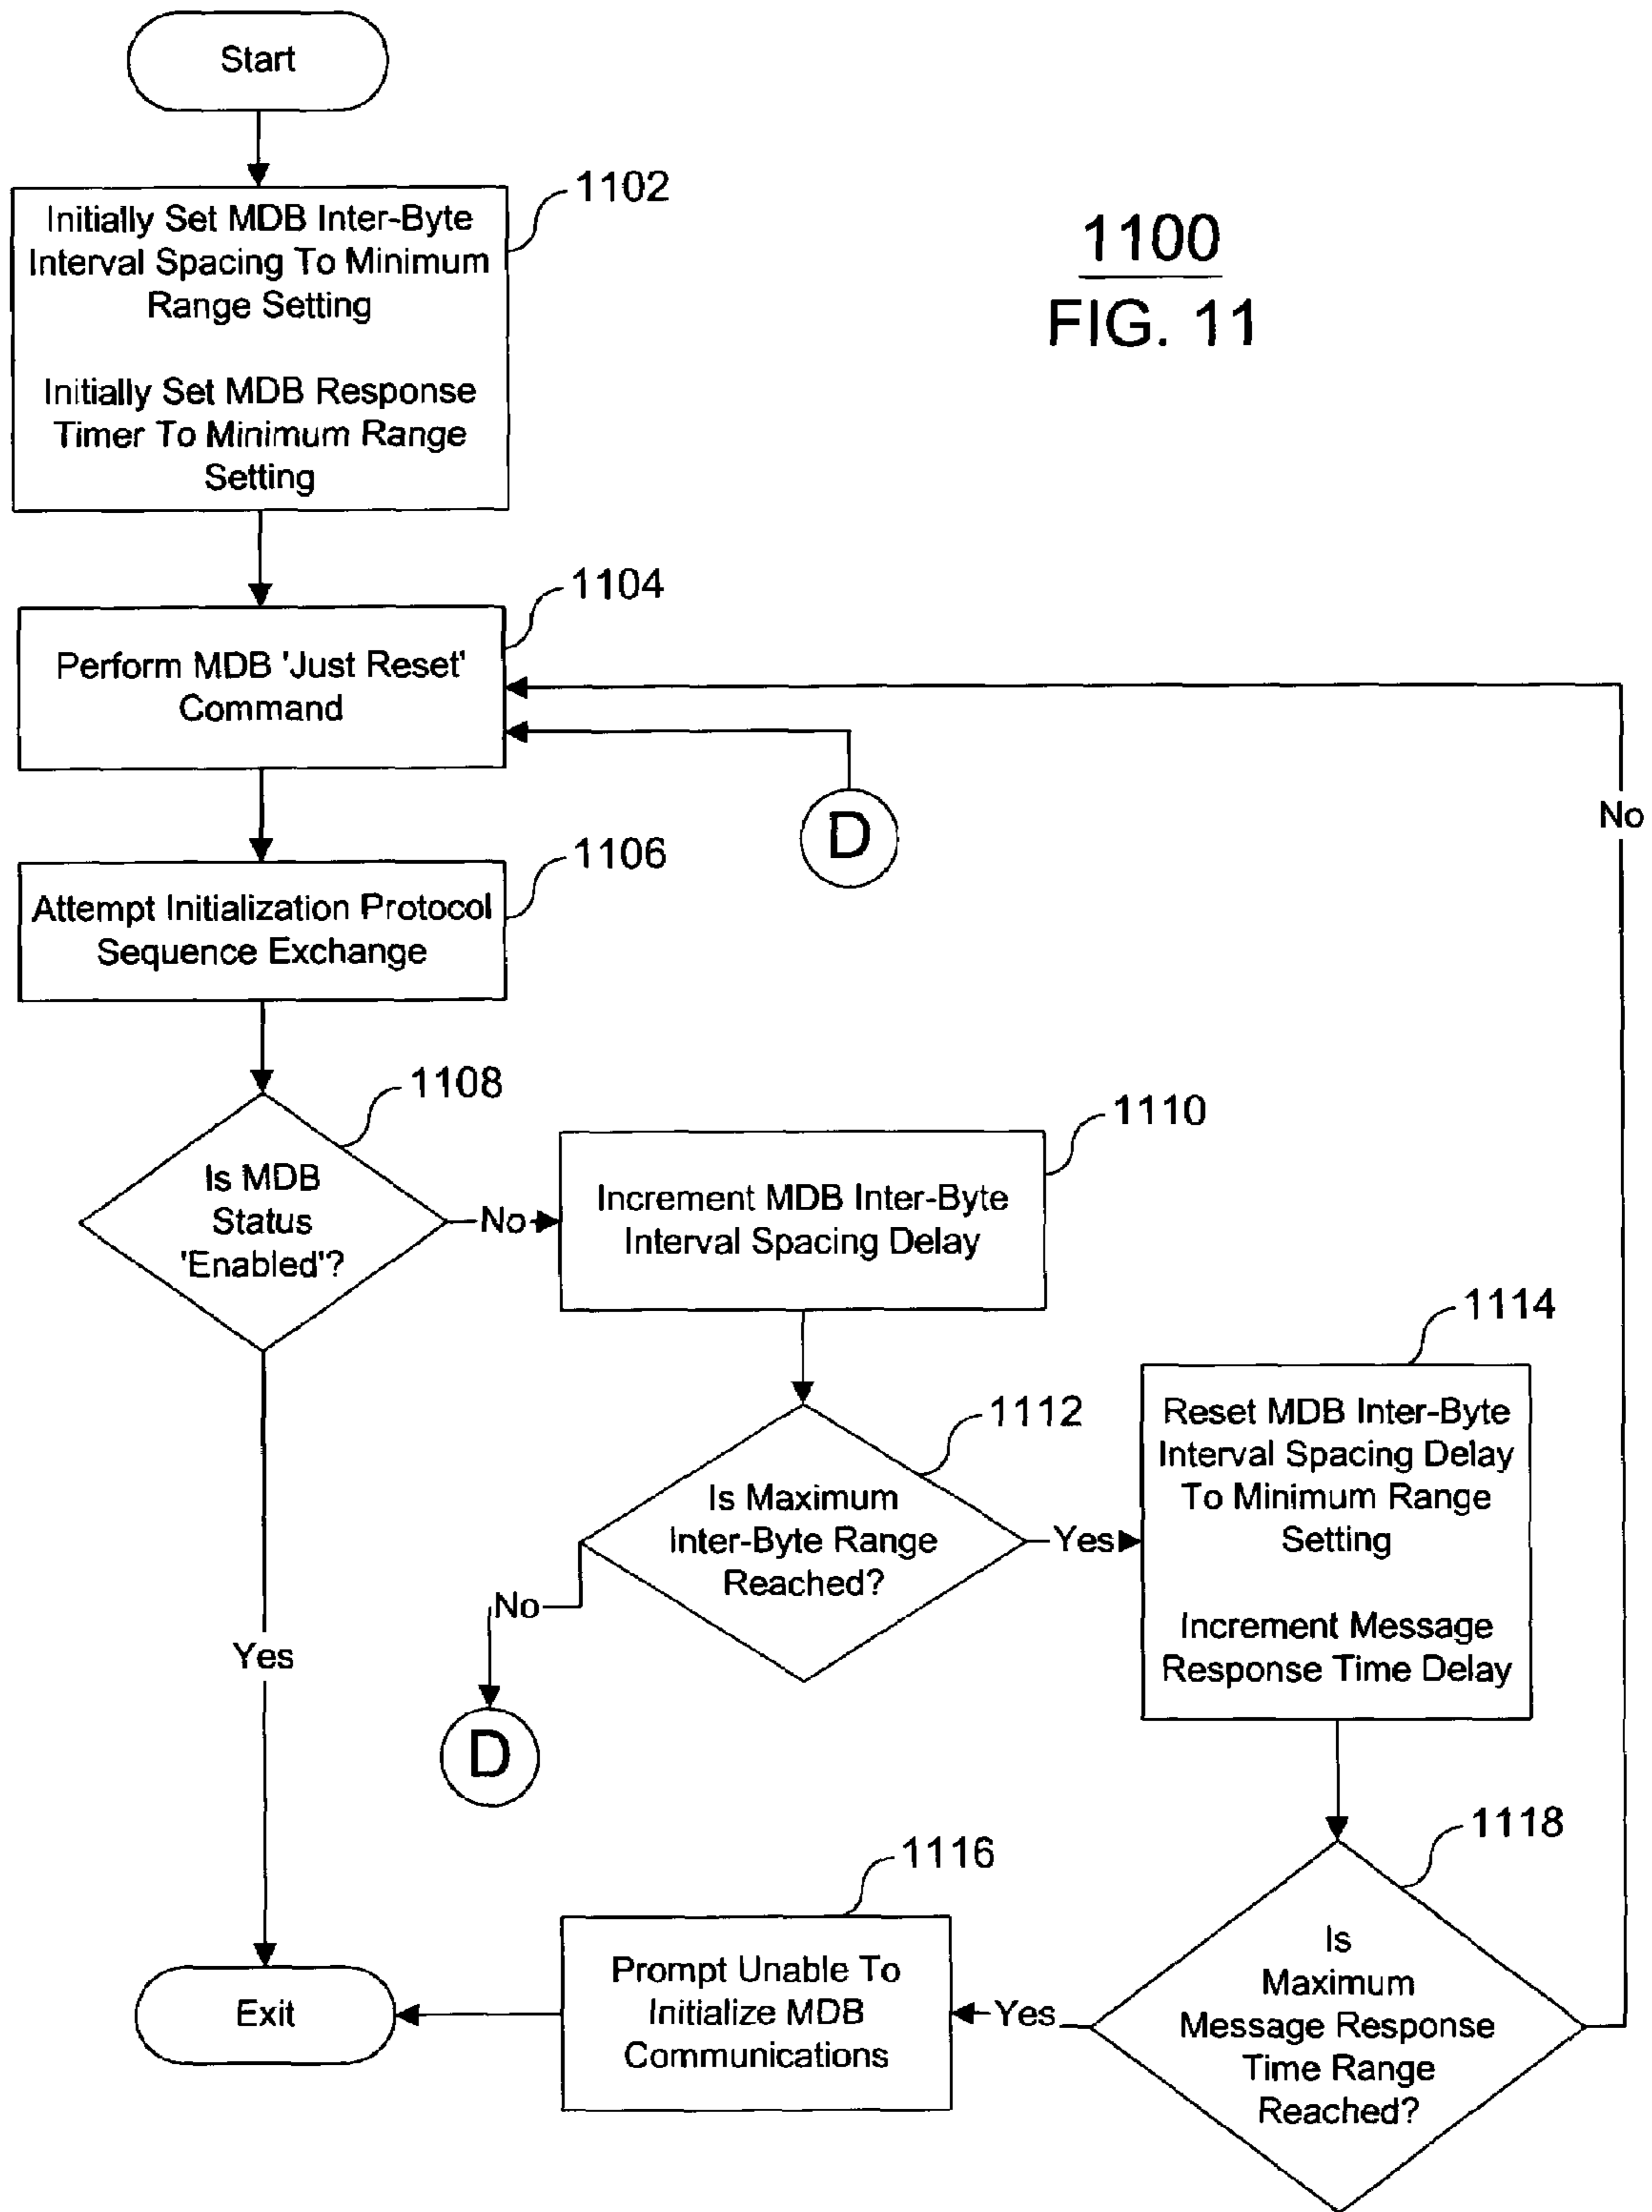 Start
1102
Initially Set MDB Inter-Byte
Interval Spacing To Minimum
Range Setting
Initially Set MDB Response
Timer To Minimum Range
Setting
1100
FIG. 11
1104
Perform MDB 'Just Reset'
Command
D
No
1106
Attempt Initialization Protocol
Sequence Exchange
1108
Is MDB
Status
'Enabled'?
No
1110
Increment MDB Inter-Byte
Interval Spacing Delay
1112
Is Maximum
Inter-Byte Range
Reached?
Yes
No
D
1114
Reset MDB Inter-Byte
Interval Spacing Delay
To Minimum Range
Setting
Increment Message
Response Time Delay
Yes
1118
Is
Maximum
Message Response
Time Range
Reached?
Yes
1116
Prompt Unable To
Initialize MDB
Communications
Exit